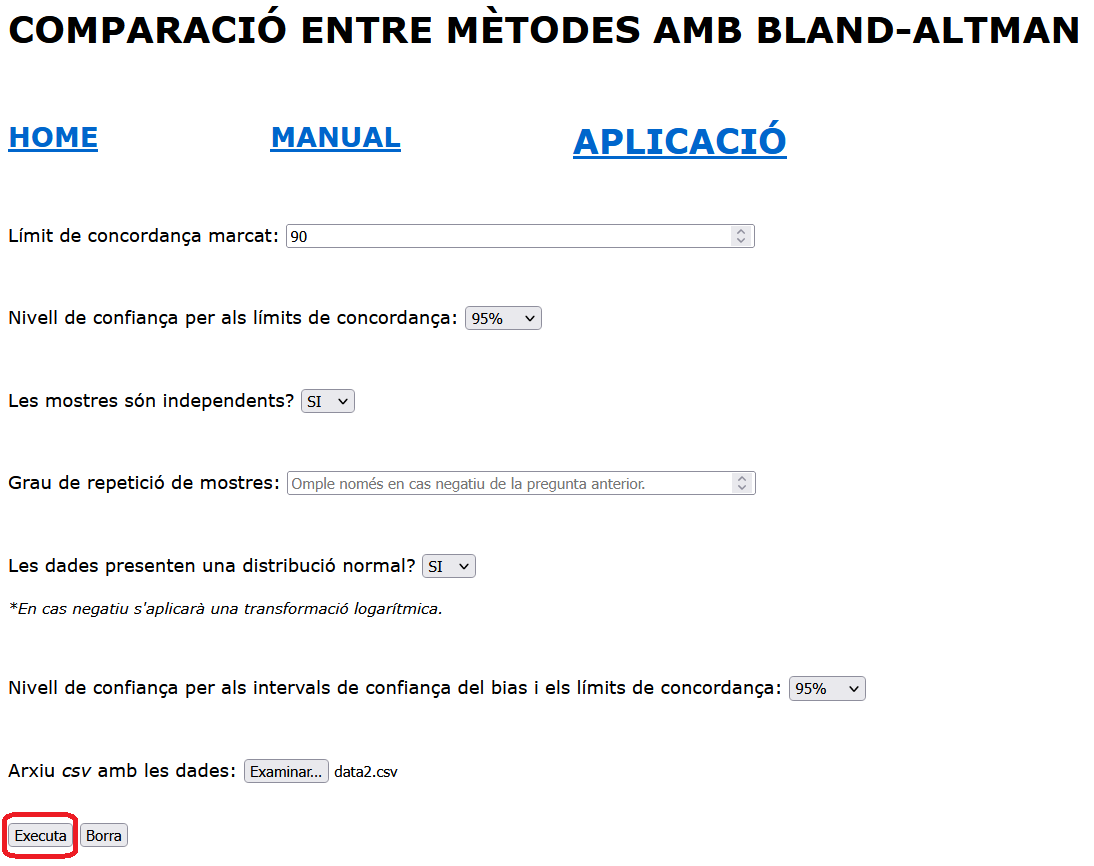 COMPARACIÓ ENTRE MÈTODES AMB BLAND-ALTMAN
HOME MANUAL APLICACIÓ
Límit de concordança marcat: 90
Nivell de confiança per als límits de concordança: 95%
Les mostres són independents? SI
Grau de repetició de mostres: Omple només en cas negatiu de la pregunta anterior.
Les dades presenten una distribució normal? SI
*En cas negatiu s'aplicarà una transformació logarítmica.
Nivell de confiança per als intervals de confiança del bias i els límits de concordança: 95%
Arxiu csv amb les dades: Examinar... data2.csv
Executa Borra